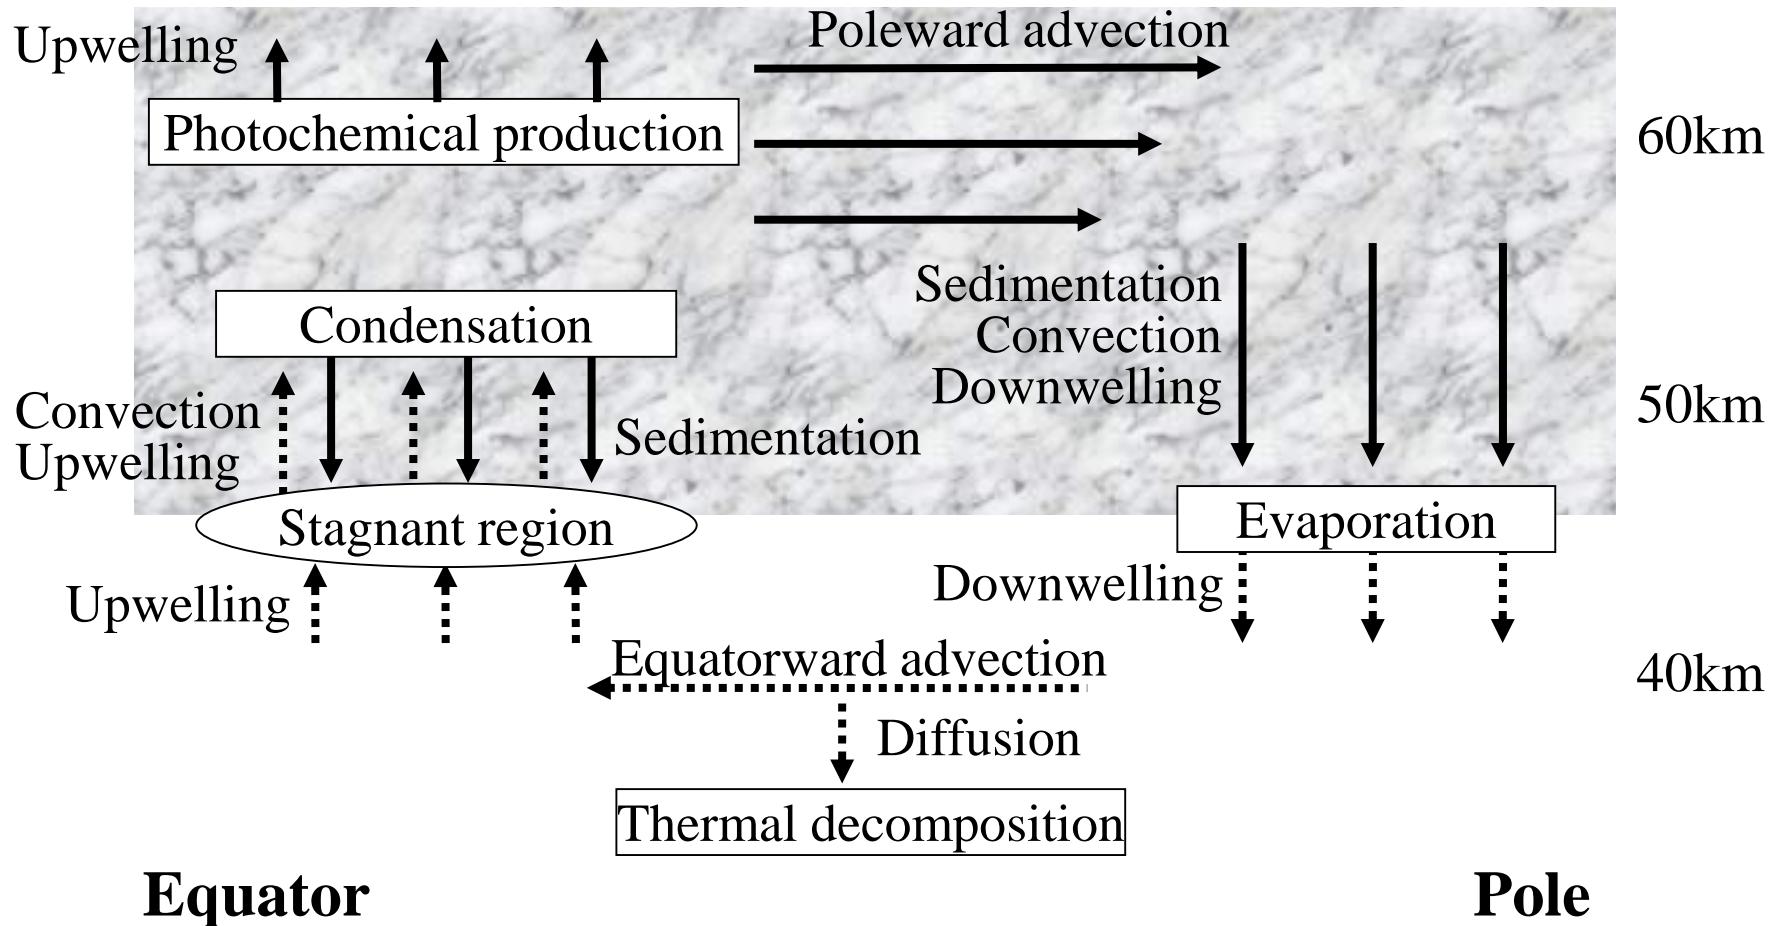 Upwelling
Poleward advection
Photochemical production
60km
Condensation
Sedimentation
Convection
Downwelling
Convection
Upwelling
Sedimentation
50km
Stagnant region
Evaporation
Upwelling
Downwelling
Equatorward advection
40km
Diffusion
Thermal decomposition
Equator
Pole